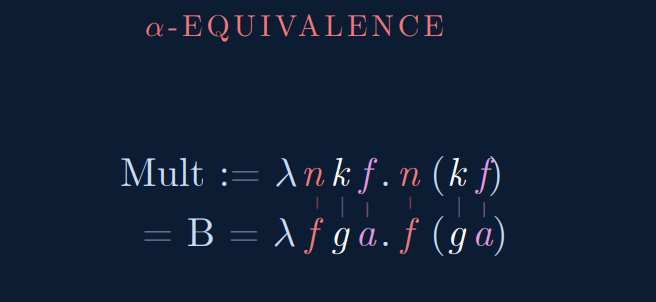 α-EQUIVALENCE
Mult := λnkf.n(kf)
= B = λfga.f(ga)